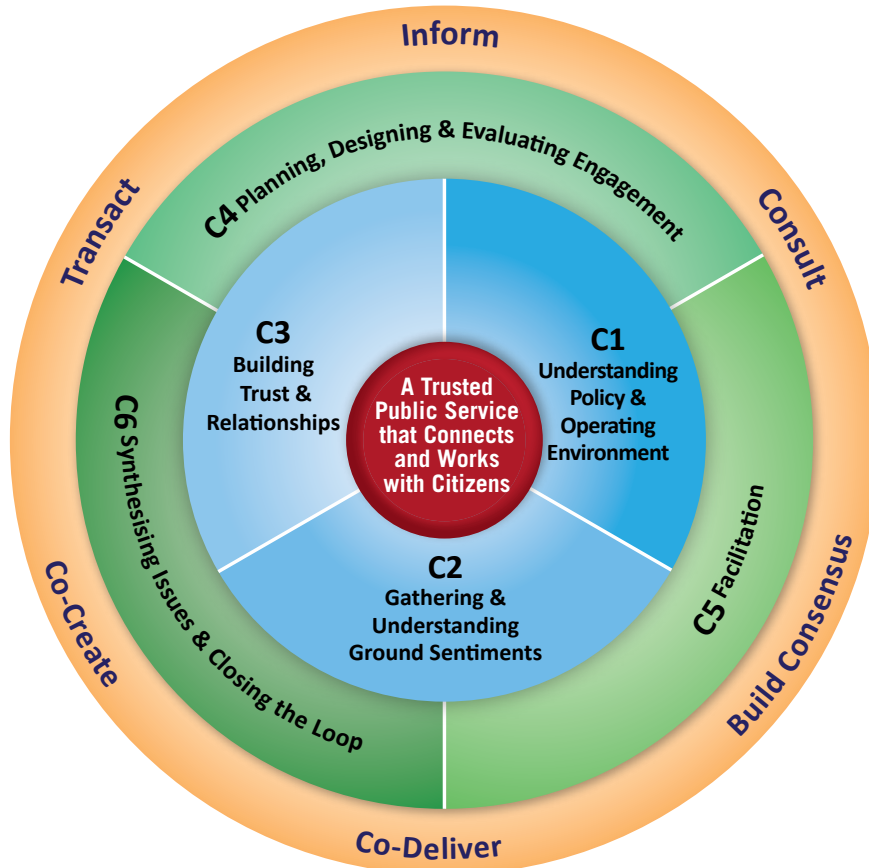 Inform
Consult
Build Consensus
Co-Deliver
Co-Create
Transact
C4 Planning, Designing & Evaluating Engagement
C5 Facilitation
C6 Synthesising Issues & Closing the Loop
C1
Understanding
Policy &
Operating
Environment
C2
Gathering &
Understanding
Ground Sentiments
C3
Building
Trust &
Relationships
A Trusted
Public Service
that Connects
and Works
with Citizens